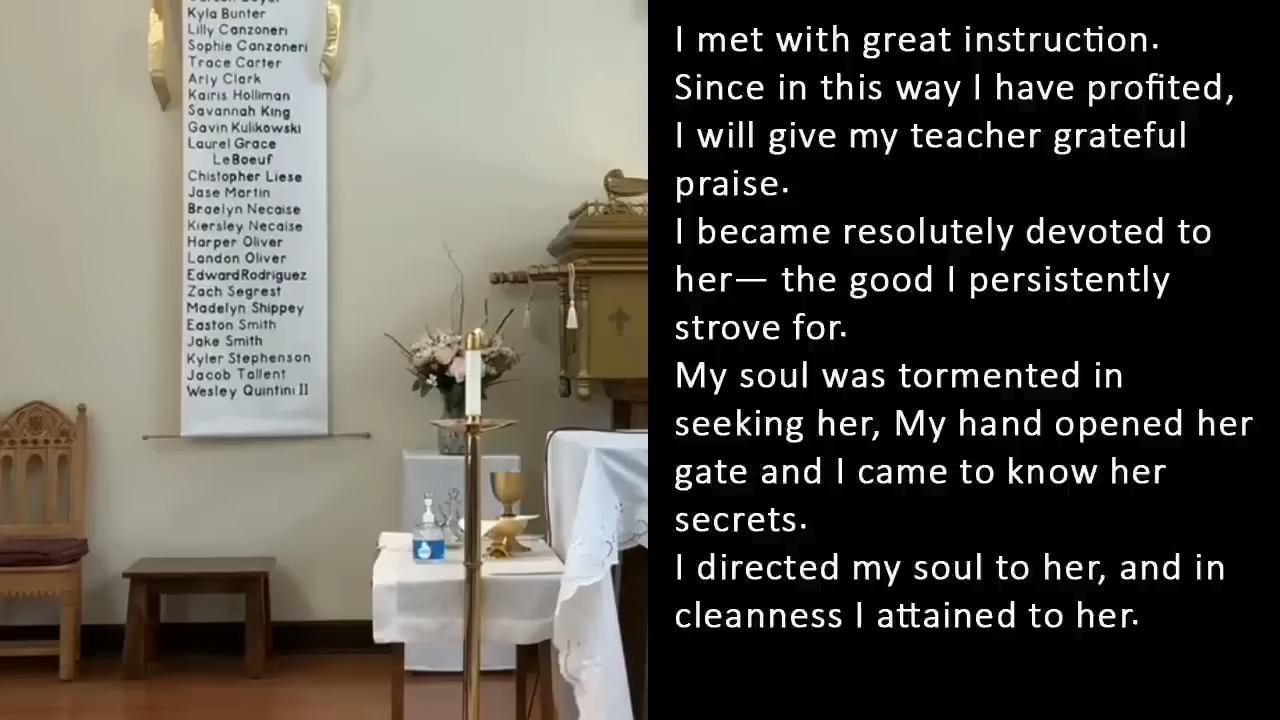 Kyla Bunter
Lilly Canzoneri
Sophie Canzoneri
Trace Carter
Arly Clark
Kairis Holliman
Savannah King
Gavin Kulikowski
Laurel Grace
LeBoeuf
Chistopher Liese
Jase Martin
Braelyn Necaise
Kiersley Necaise
Harper Oliver
Landon Oliver
Edward Rodriguez
Zach Segrest
Madelyn Shippey
Easton Smith
Jake Smith
Kyler Stephenson
Jacob Tallent
Wesley Quintini II
I met with great instruction.
Since in this way I have profited,
I will give my teacher grateful
praise.
I became resolutely devoted to
her— the good I persistently
strove for.
My soul was tormented in
seeking her, My hand opened her
gate and I came to know her
secrets.
I directed my soul to her, and in
cleanness I attained to her.